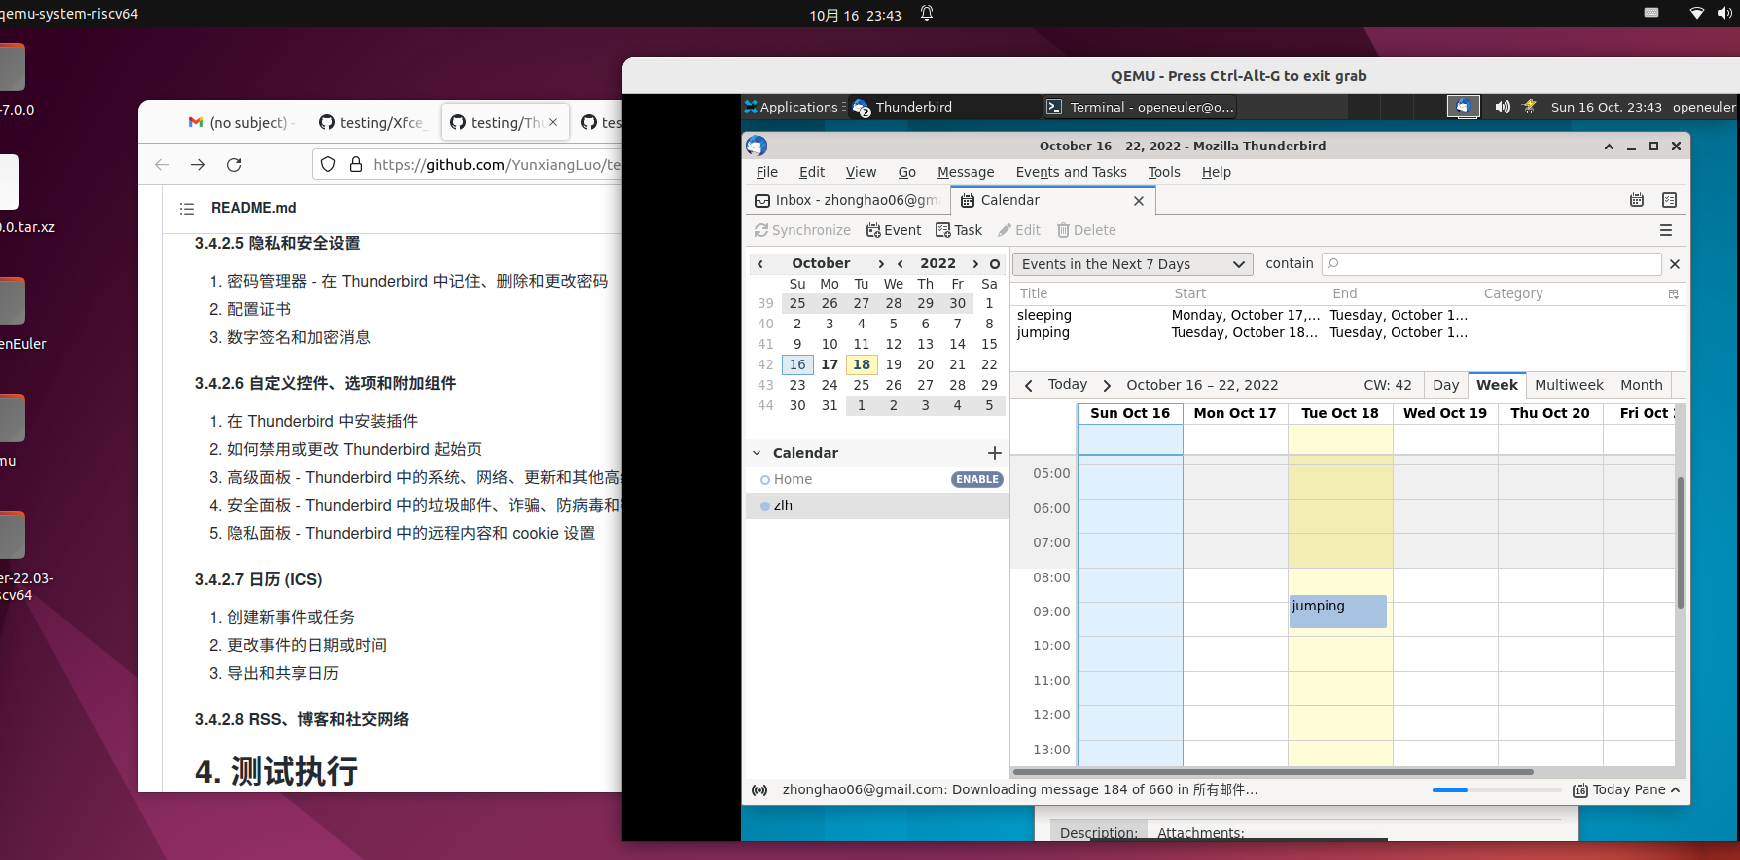 qemu-system-riscv64
10月 16 23:43
-7.0.0
.0.tar.xz
enEuler
mu
er-22.03-
scv64
(no subject) -
testing/Xfce_
testing/Th
tes
https://github.com/YunxiangLuo/te
README.md
3.4.2.5 隐私和安全设置
1. 密码管理器 - 在 Thunderbird 中记住、删除和更改密码
2. 配置证书
3. 数字签名和加密消息
3.4.2.6 自定义控件、选项和附加组件
1. 在 Thunderbird 中安装插件
2. 如何禁用或更改 Thunderbird 起始页
3. 高级面板 - Thunderbird 中的系统、网络、更新和其他高
4. 安全面板 - Thunderbird 中的垃圾邮件、诈骗、防病毒和
5. 隐私面板 - Thunderbird 中的远程内容和 cookie 设置
3.4.2.7 日历 (ICS)
1. 创建新事件或任务
2. 更改事件的日期或时间
3. 导出和共享日历
3.4.2.8 RSS、博客和社交网络
4. 测试执行
QEMU - Press Ctrl-Alt-G to exit grab
Applications
2
Thunderbird
Terminal - openeuler@o...
Sun 16 Oct. 23:43 openeuler
October 16 22, 2022 - Mozilla Thunderbird
File Edit View Go Message Events and Tasks Tools Help
Inbox - zhonghao06@gma
Calendar
Synchronize Event Task Edit Delete
October 2022
Su Mo Tu We Th Fr Sa
39 25 26 27 28 29 30 1
40 2 3 4 5 6 7 8
41 9 10 11 12 13 14 15
42 16 17 18 19 20 21 22
43 23 24 25 26 27 28 29
44 30 31 1 2 3 4 5
Calendar
Home ENABLE
zlh
Events in the Next 7 Days contain
Title Start End Category
sleeping Monday, October 17,... Tuesday, October 1...
jumping Tuesday, October 18... Tuesday, October 1...
Today October 16 – 22, 2022 CW: 42 Day Week Multiweek Month
Sun Oct 16 Mon Oct 17 Tue Oct 18 Wed Oct 19 Thu Oct 20 Fri Oct
05:00
06:00
07:00
08:00
09:00
jumping
10:00
11:00
12:00
13:00
zhonghao06@gmail.com: Downloading message 184 of 660 in 所有邮件...
Today Pane
Description: Attachments: